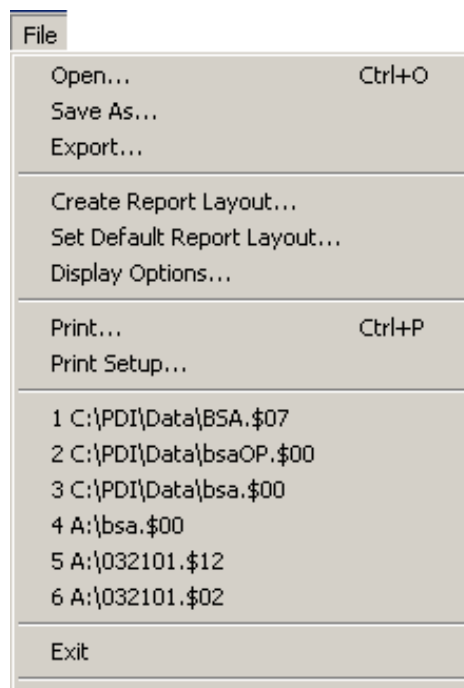 File
Open... Ctrl+O
Save As...
Export...
Create Report Layout...
Set Default Report Layout...
Display Options...
Print... Ctrl+P
Print Setup...
1 C:\PDI\Data\BSA.$07
2 C:\PDI\Data\bsaOP.$00
3 C:\PDI\Data\bsa.$00
4 A:\bsa.$00
5 A:\032101.$12
6 A:\032101.$02
Exit